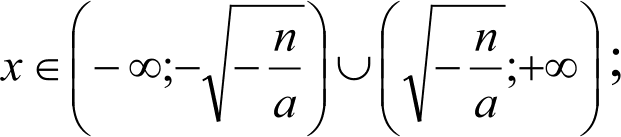 x ∈ (−∞; −√(−n/a)) ∪ (√(−n/a); +∞);